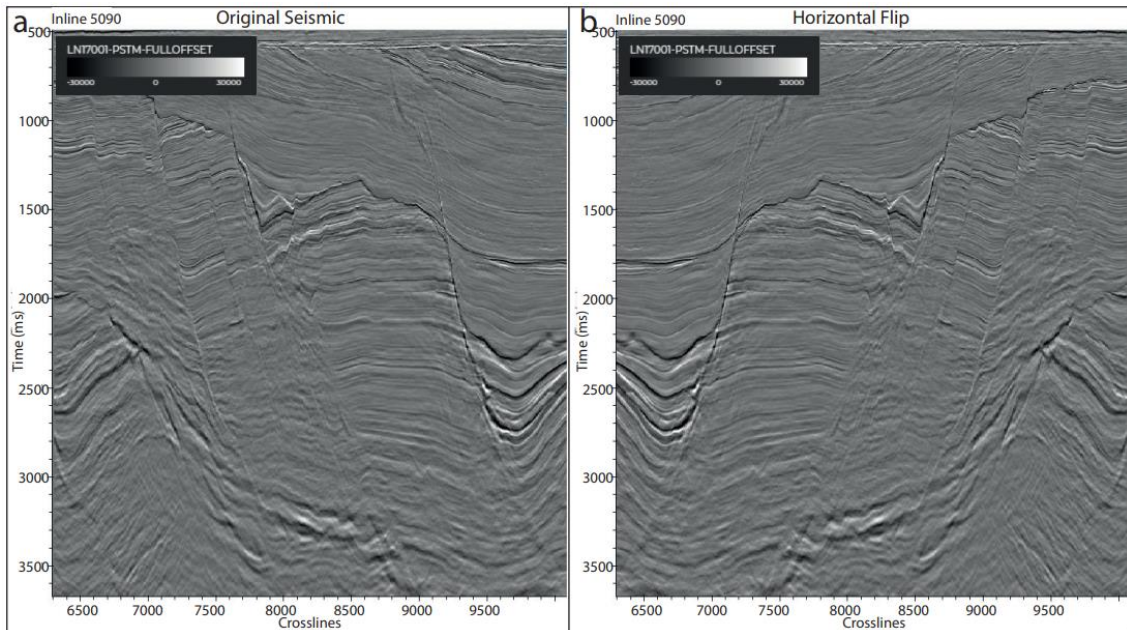 a
Inline 5090
Original Seismic
LN17001-PSTM-FULLOFFSET
-30000 0 30000
500
1000
1500
2000
2500
3000
3500
Time (ms)
6500 7000 7500 8000 8500 9000 9500
Crosslines
b
Inline 5090
Horizontal Flip
LN17001-PSTM-FULLOFFSET
-30000 0 30000
500
1000
1500
2000
2500
3000
3500
Time (ms)
6500 7000 7500 8000 8500 9000 9500
Crosslines